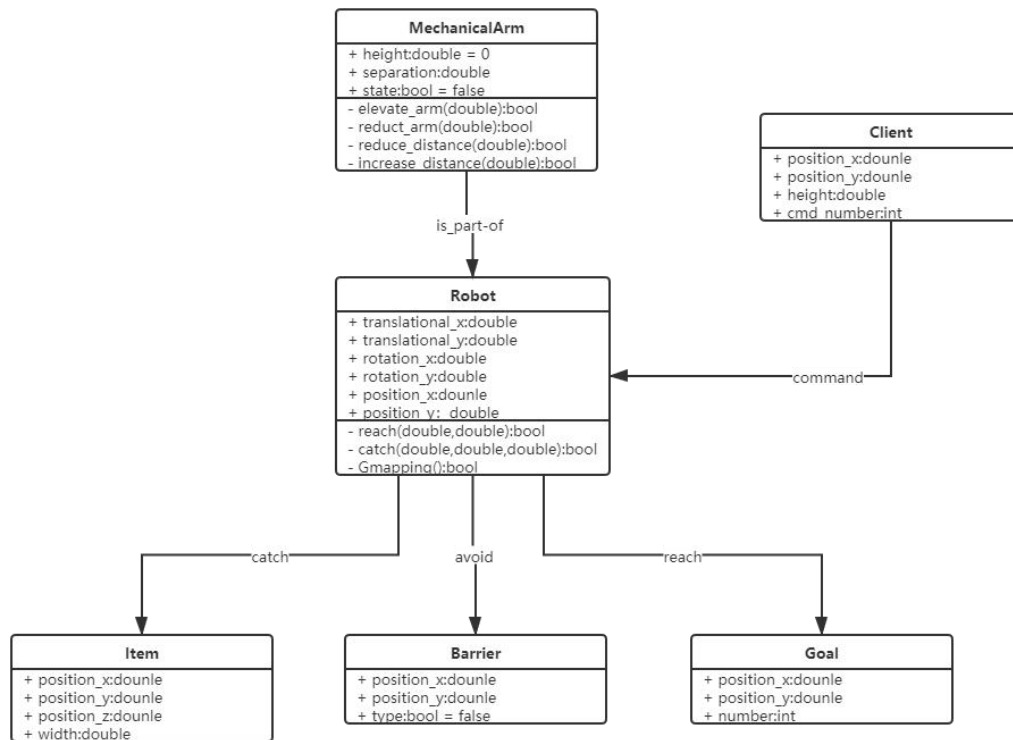 MechanicalArm
+ height:double = 0
+ separation:double
+ state:bool = false
- elevate_arm(double):bool
- reduct_arm(double):bool
- reduce_distance(double):bool
- increase_distance(double):bool
Client
+ position_x:dounle
+ position_y:dounle
+ height:double
+ cmd_number:int
is_part-of
Robot
+ translational_x:double
+ translational_y:double
+ rotation_x:double
+ rotation_y:double
+ position_x:dounle
+ position_y: double
- reach(double,double):bool
- catch(double,double,double):bool
- Gmapping():bool
command
catch
avoid
reach
Item
+ position_x:dounle
+ position_y:dounle
+ position_z:dounle
+ width:double
Barrier
+ position_x:dounle
+ position_y:dounle
+ type:bool = false
Goal
+ position_x:dounle
+ position_y:dounle
+ number:int